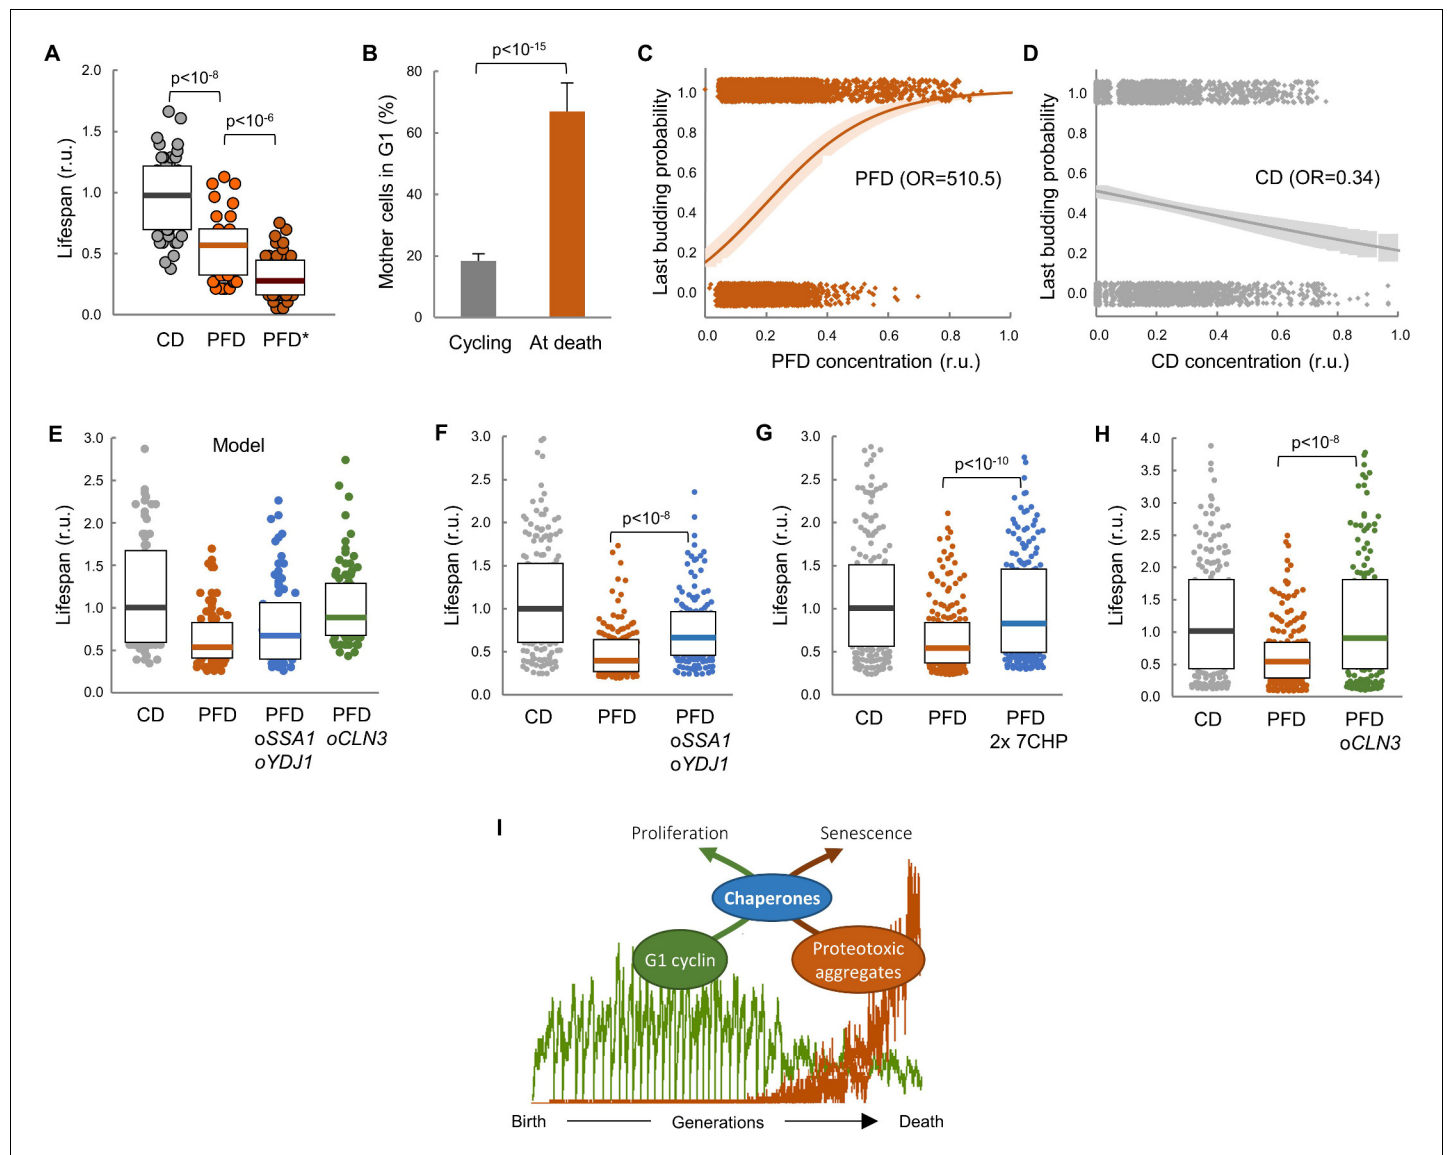 A
2.0
1.5
1.0
0.5
0.0
Lifespan (r.u.)
p<10-8
p<10-6
CD PFD PFD*
B
80
60
40
20
0
Mother cells in G1 (%)
p<10-15
Cycling At death
C
1.0
0.8
0.6
0.4
0.2
0.0
Last budding probability
PFD (OR=510.5)
0.0 0.2 0.4 0.6 0.8 1.0
PFD concentration (r.u.)
D
1.0
0.8
0.6
0.4
0.2
0.0
Last budding probability
CD (OR=0.34)
0.0 0.2 0.4 0.6 0.8 1.0
CD concentration (r.u.)
E
Model
3.0
2.5
2.0
1.5
1.0
0.5
0.0
Lifespan (r.u.)
CD PFD PFD PFD
oSSA1 oCLN3
oYDJ1
F
3.0
2.5
2.0
1.5
1.0
0.5
0.0
Lifespan (r.u.)
p<10-8
CD PFD PFD
oSSA1
oYDJ1
G
3.0
2.5
2.0
1.5
1.0
0.5
0.0
Lifespan (r.u.)
p<10-10
CD PFD PFD
2x 7CHP
H
4.0
3.5
3.0
2.5
2.0
1.5
1.0
0.5
0.0
Lifespan (r.u.)
p<10-8
CD PFD PFD
oCLN3
I
Proliferation Senescence
Chaperones
G1 cyclin
Proteotoxic
aggregates
Birth Generations Death